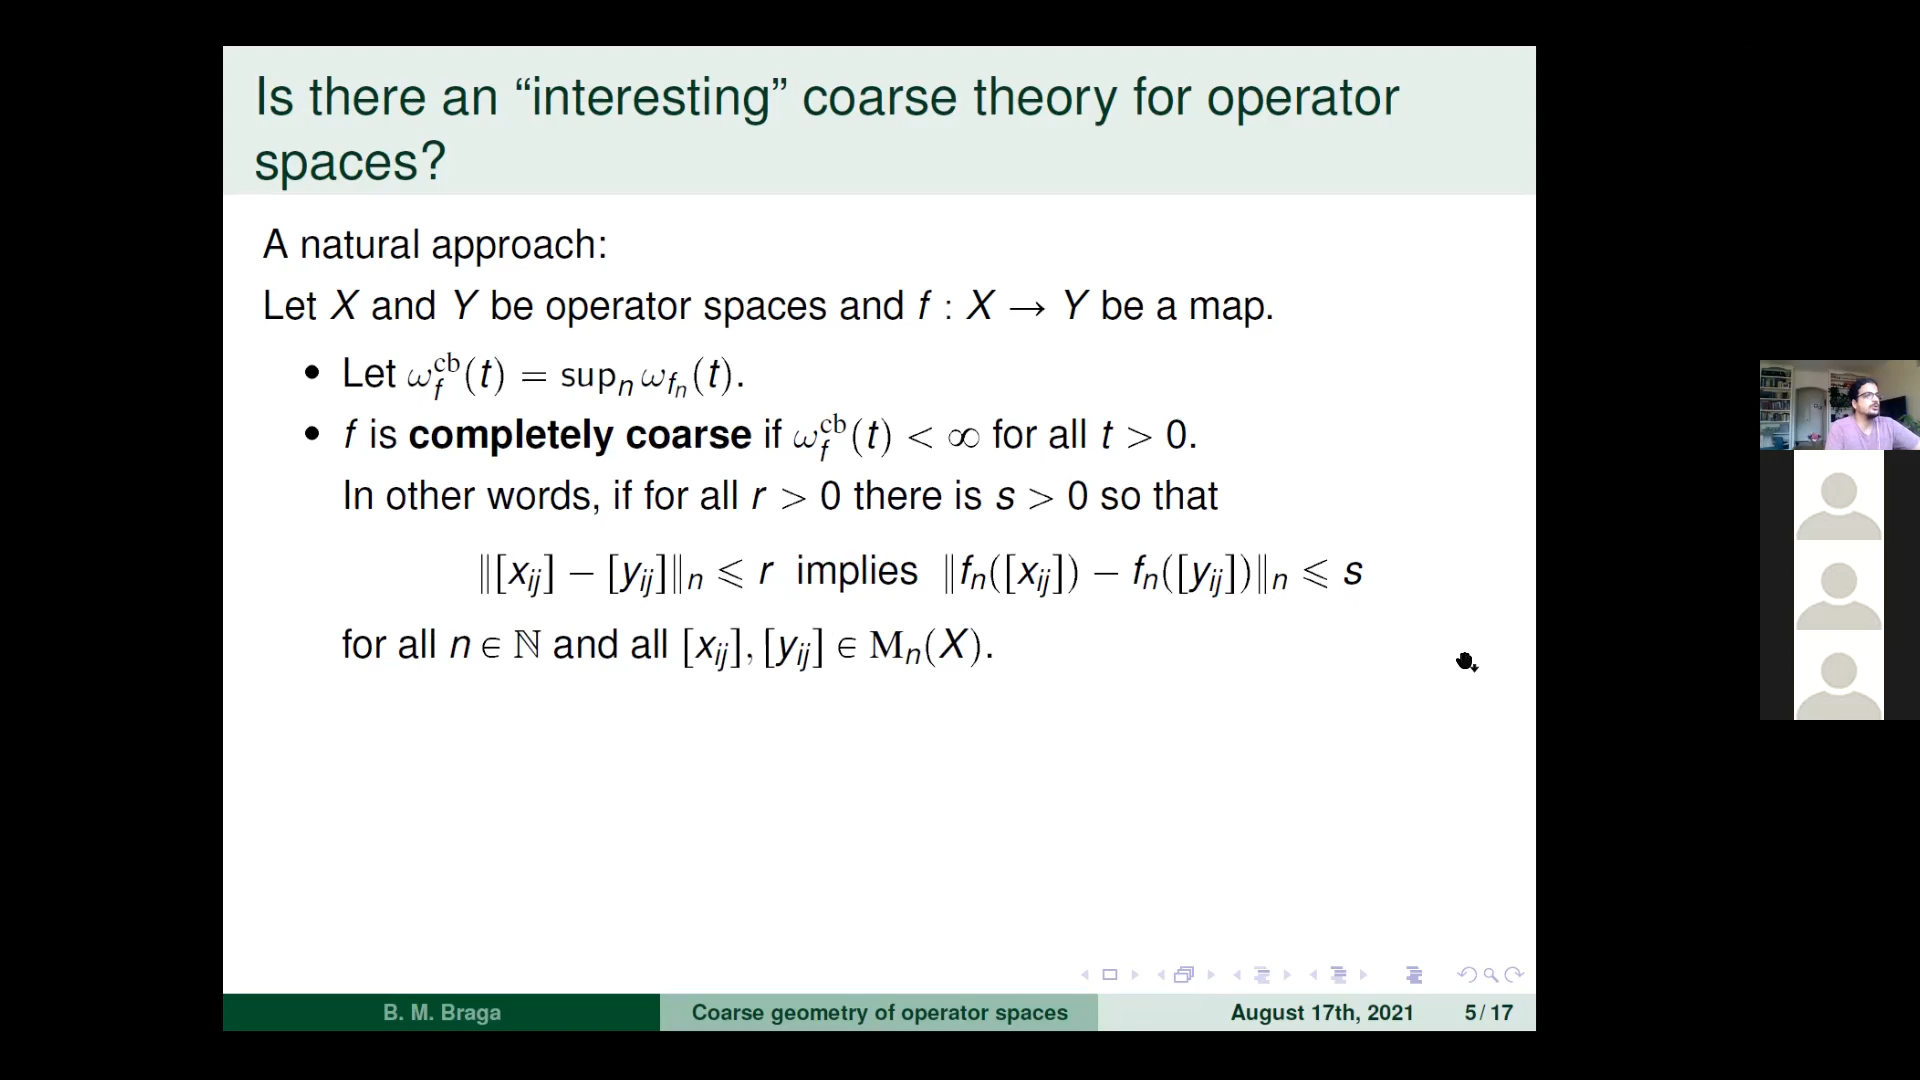 Is there an “interesting” coarse theory for operator
spaces?
A natural approach:
Let X and Y be operator spaces and f : X → Y be a map.
• Let ω_f^cb(t) = sup_n ω_{f_n}(t).
• f is completely coarse if ω_f^cb(t) < ∞ for all t > 0.
In other words, if for all r > 0 there is s > 0 so that
‖[x_ij] − [y_ij]‖_n ⩽ r implies ‖f_n([x_ij]) − f_n([y_ij])‖_n ⩽ s
for all n ∈ ℕ and all [x_ij], [y_ij] ∈ M_n(X).
B. M. Braga Coarse geometry of operator spaces August 17th, 2021 5 / 17